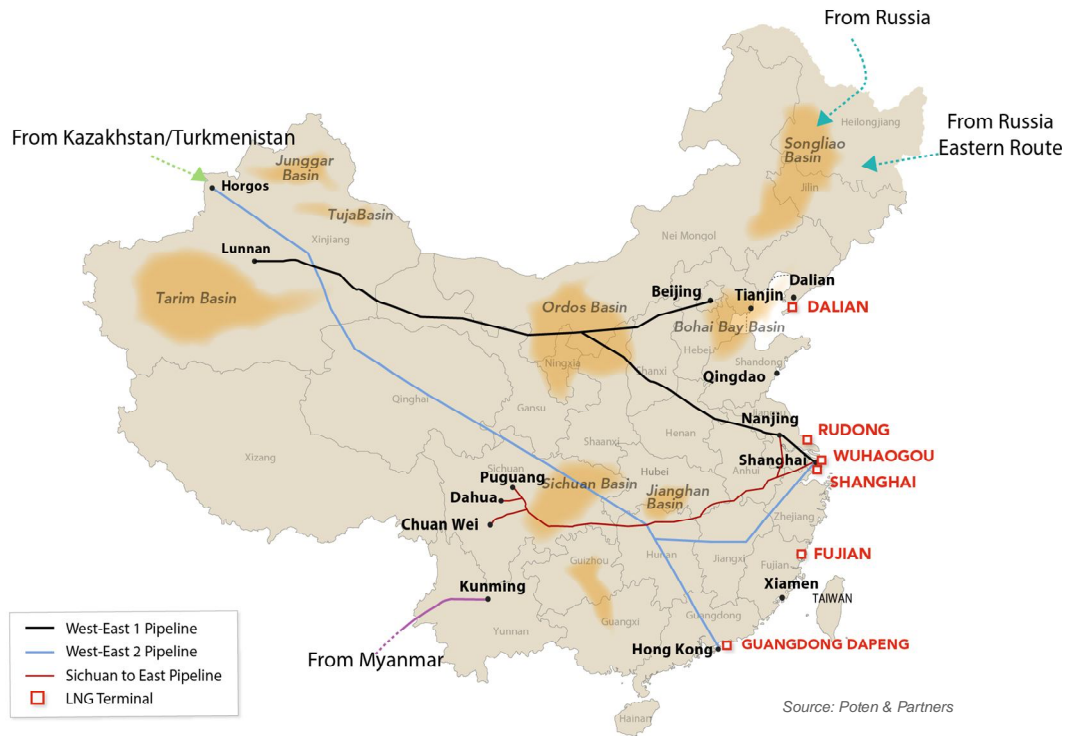 From Russia
Heilongjiang
From Russia
Eastern Route
From Kazakhstan/Turkmenistan
Songliao
Basin
Junggar
Basin
Horgos
Jilin
TujaBasin
Xinjiang
Nei Mongol
Lunnan
Dalian
Beijing
Tianjin
Tarim Basin
Ordos Basin
DALIAN
Bohai Bay Basin
Hebei
Ningxia
Shanxi
Shandong
Qingdao
Qinghai
Gansu
Jiangsu
Nanjing
Henan
RUDONG
Shaanxi
Shanghai
WUHAOGOU
Xizang
Sichuan
Hubei
Anhui
Puguang
Sichuan Basin
SHANGHAI
Dahua
Jianghan
Basin
Zhejiang
Chuan Wei
Hunan
Jiangxi
FUJIAN
Guizhou
Fujian
Kunming
Xiamen
TAIWAN
Guangdong
Guangxi
Yunnan
From Myanmar
Hong Kong
GUANGDONG DAPENG
Hainan
West-East 1 Pipeline
West-East 2 Pipeline
Sichuan to East Pipeline
LNG Terminal
Source: Poten & Partners